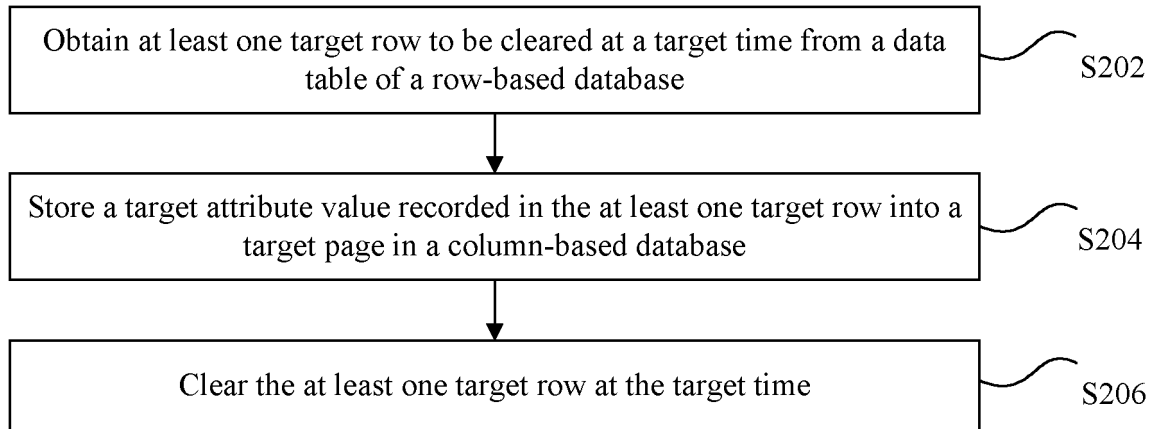 Obtain at least one target row to be cleared at a target time from a data
table of a row-based database
S202
Store a target attribute value recorded in the at least one target row into a
target page in a column-based database
S204
Clear the at least one target row at the target time
S206